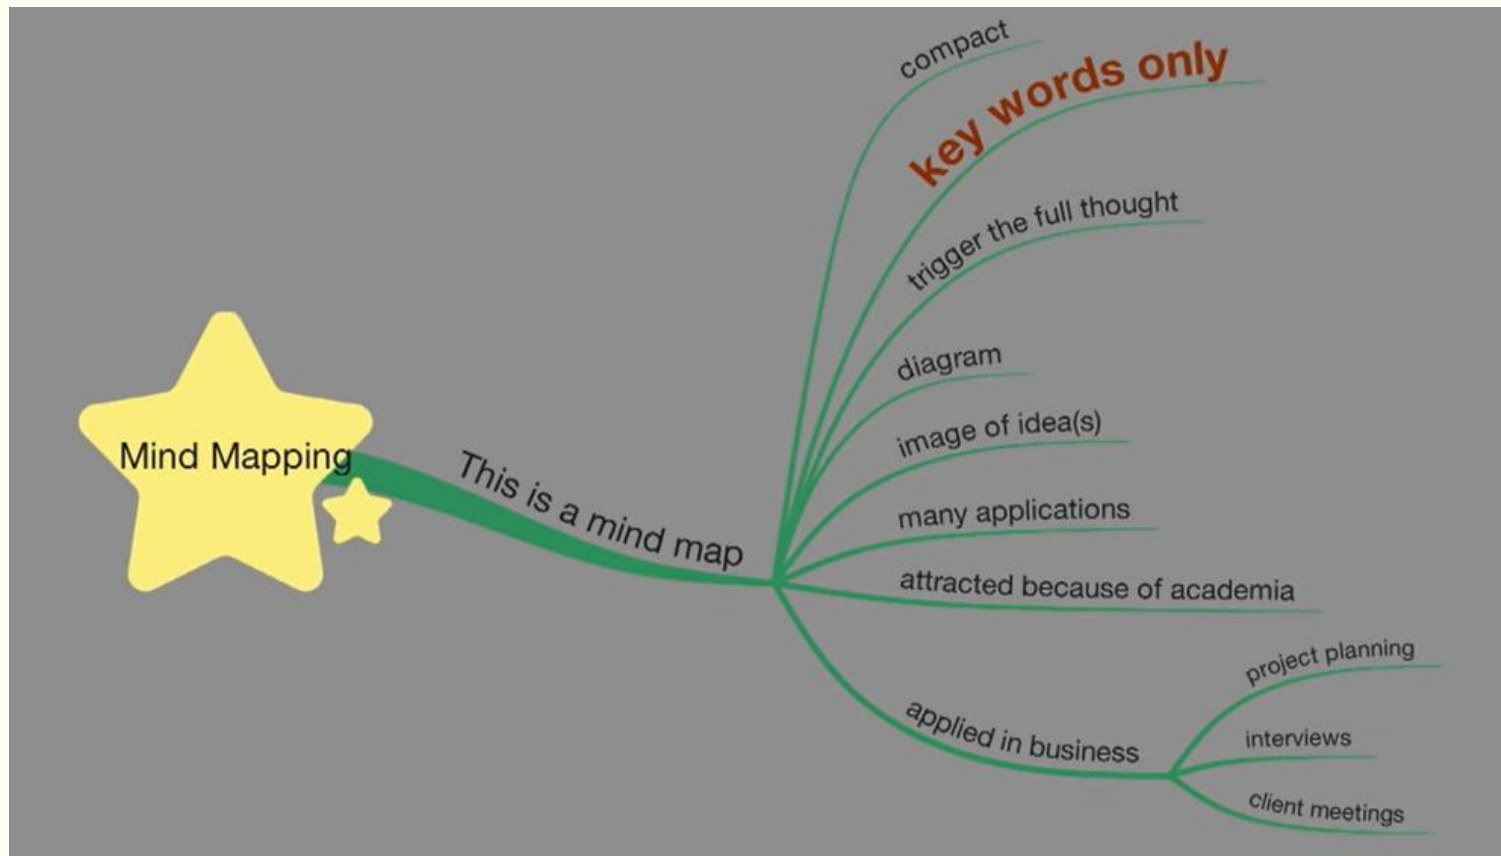 Mind Mapping
This is a mind map
compact
key words only
trigger the full thought
diagram
image of idea(s)
many applications
attracted because of academia
applied in business
project planning
interviews
client meetings